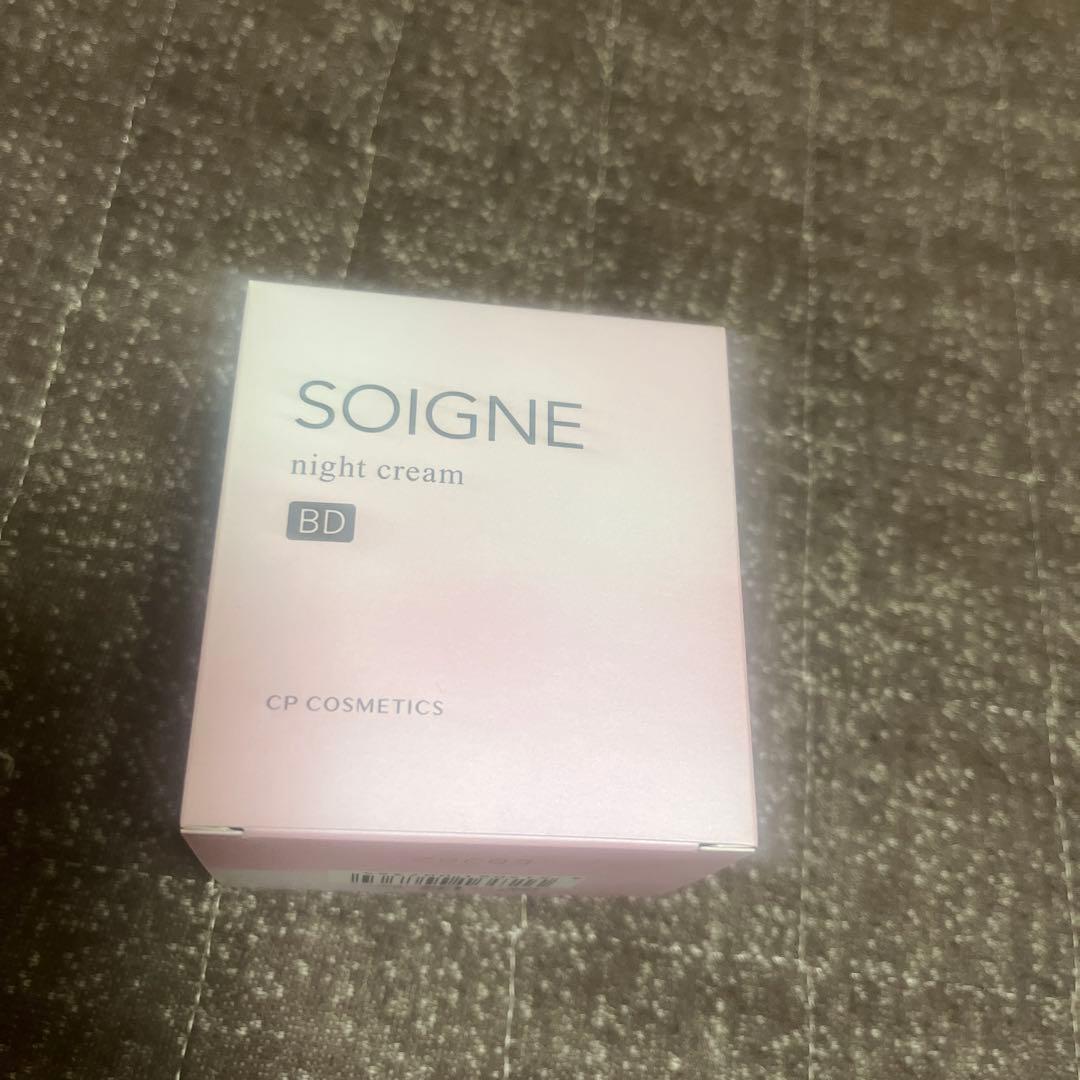 SOIGNE
night cream
BD
CP COSMETICS